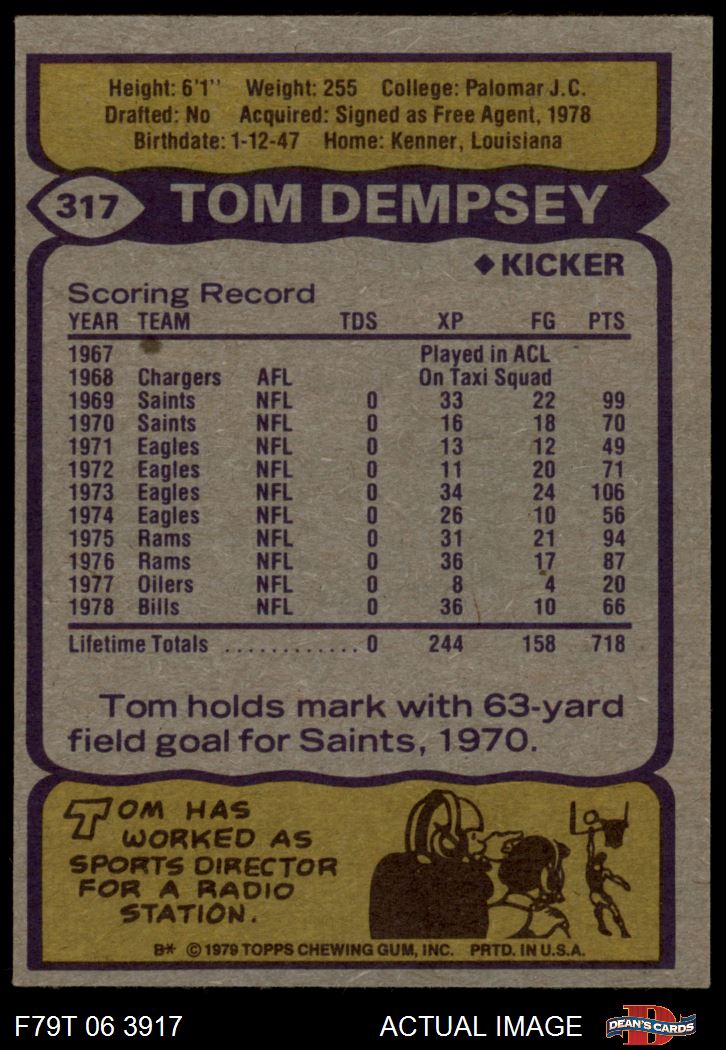 Height: 6'1" Weight: 255 College: Palomar J.C.
Drafted: No Acquired: Signed as Free Agent, 1978
Birthdate: 1-12-47 Home: Kenner, Louisiana
317 TOM DEMPSEY
◆ KICKER
Scoring Record
YEAR TEAM TDS XP FG PTS
1967 Played in ACL
1968 Chargers AFL On Taxi Squad
1969 Saints NFL 0 33 22 99
1970 Saints NFL 0 16 18 70
1971 Eagles NFL 0 13 12 49
1972 Eagles NFL 0 11 20 71
1973 Eagles NFL 0 34 24 106
1974 Eagles NFL 0 26 10 56
1975 Rams NFL 0 31 21 94
1976 Rams NFL 0 36 17 87
1977 Oilers NFL 0 8 4 20
1978 Bills NFL 0 36 10 66
Lifetime Totals ............ 0 244 158 718
Tom holds mark with 63-yard
field goal for Saints, 1970.
TOM HAS
WORKED AS
SPORTS DIRECTOR
FOR A RADIO
STATION.
B* © 1979 TOPPS CHEWING GUM, INC. PRTD. IN U.S.A.
F79T 06 3917 ACTUAL IMAGE D DEAN'S CARDS